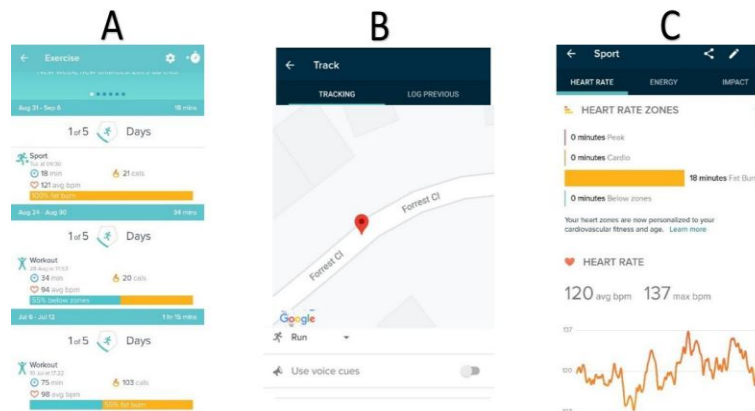 A
B
C
Exercise
Aug 31 - Sep 6
18 mins
1 of 5 Days
Sport
Tue at 09:30
18 min
21 cals
121 avg bpm
100% fat burn
Aug 24 - Aug 30
34 mins
1 of 5 Days
Workout
34 min
20 cals
94 avg bpm
55% below zones
Jul 6 - Jul 12
1 hr 15 mins
1 of 5 Days
Workout
75 min
103 cals
98 avg bpm
55% fat burn
Track
TRACKING
LOG PREVIOUS
Forrest Cl
Forrest Cl
Google
Run
Use voice cues
Sport
HEART RATE
ENERGY
IMPACT
HEART RATE ZONES
0 minutes Peak
0 minutes Cardio
18 minutes Fat Burn
0 minutes Below zones
Your heart zones are now personalized to your
cardiovascular fitness and age. Learn more
HEART RATE
120 avg bpm 137 max bpm
137
120